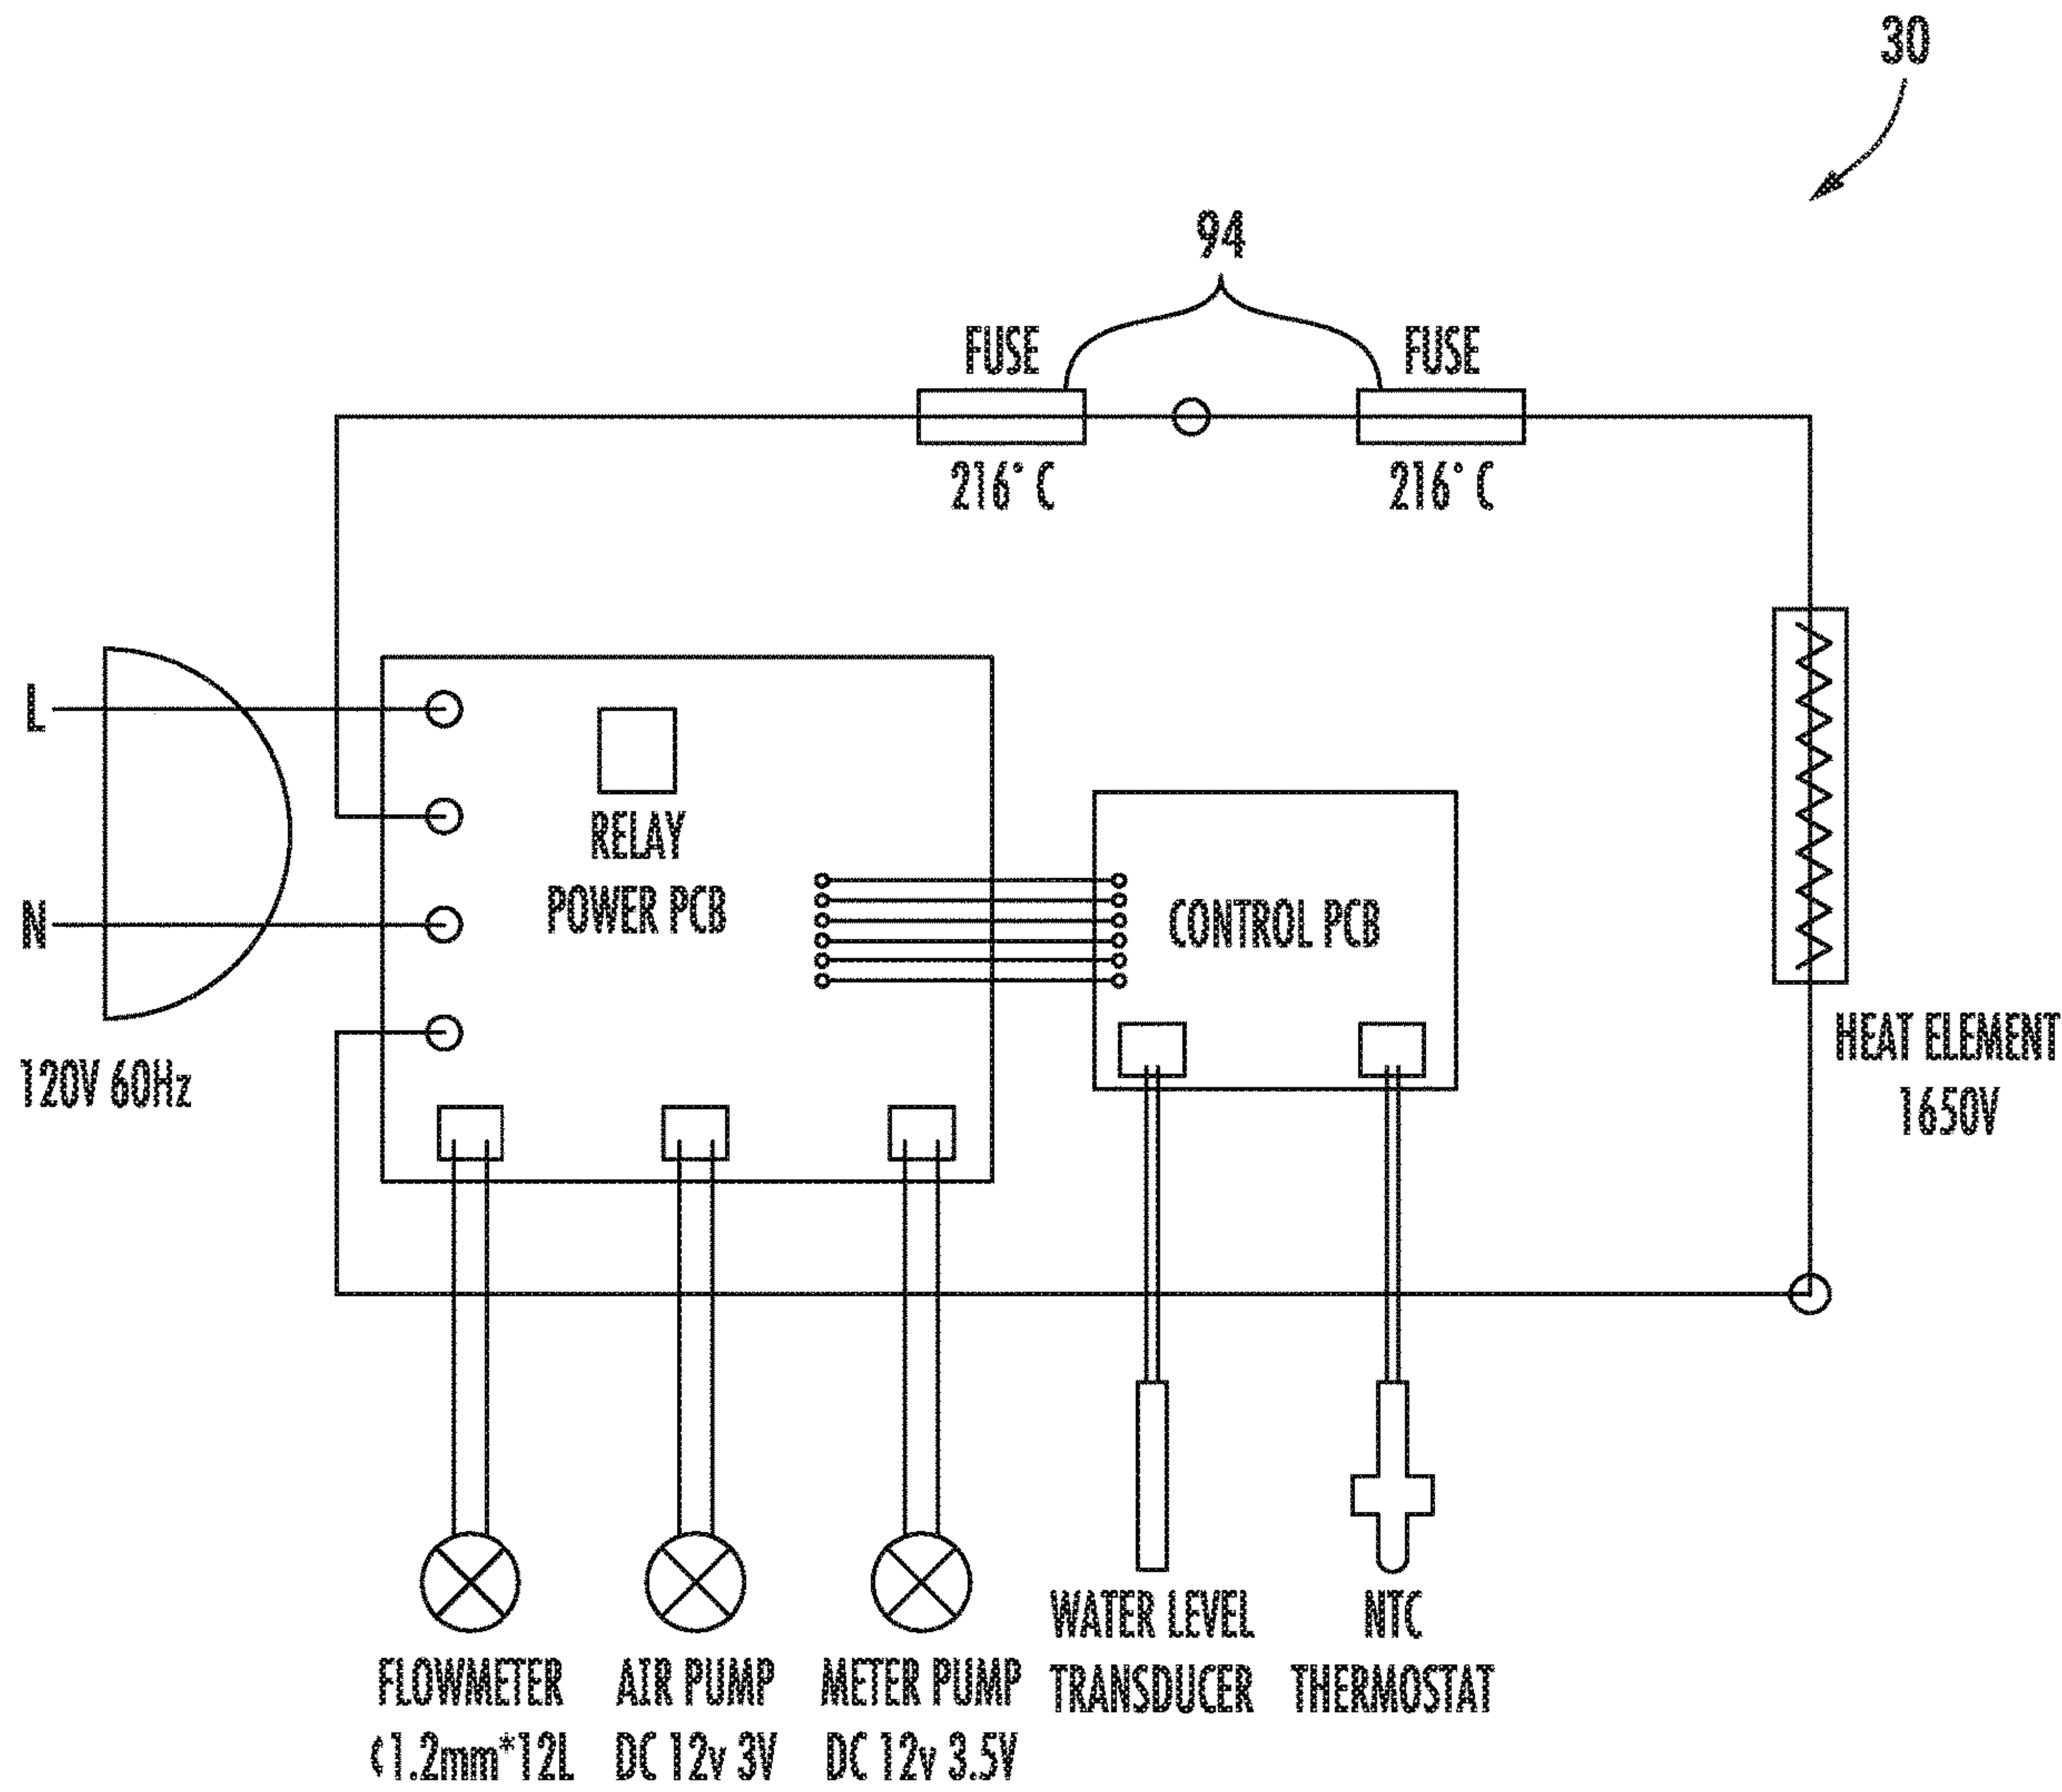 30
94
FUSE
FUSE
216° C
216° C
L
RELAY
POWER PCB
N
CONTROL PCB
120V 60Hz
HEAT ELEMENT
1650V
FLOWMETER
¢1.2mm*12L
AIR PUMP
DC 12v 3V
METER PUMP
DC 12v 3.5V
WATER LEVEL
TRANSDUCER
NTC
THERMOSTAT